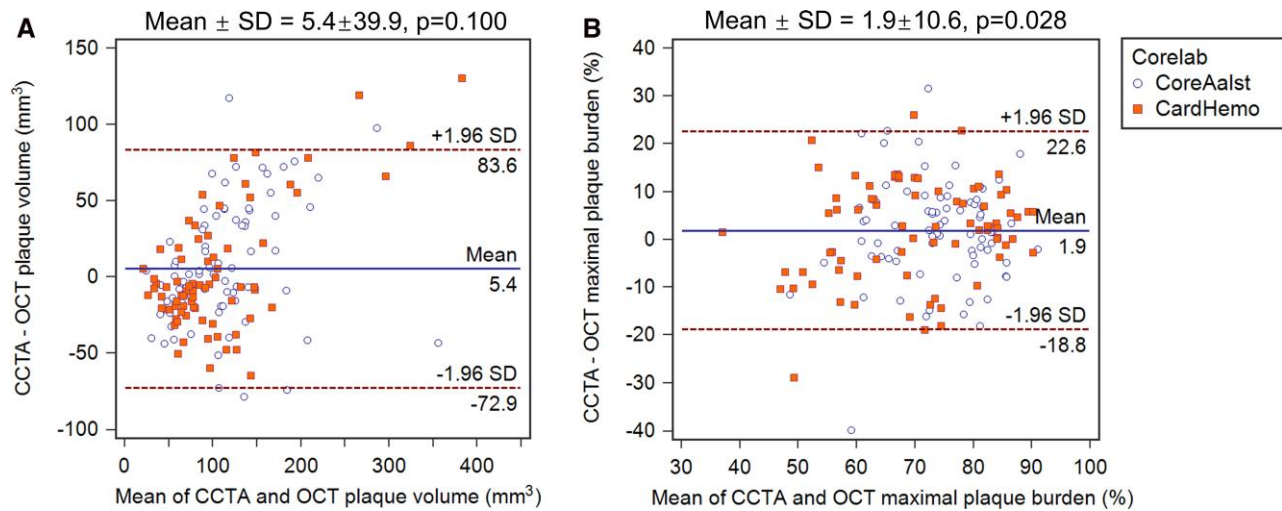 A
Mean ± SD = 5.4±39.9, p=0.100
CCTA - OCT plaque volume (mm³)
150
100
50
0
-50
-100
+1.96 SD
83.6
Mean
5.4
-1.96 SD
-72.9
0 100 200 300 400
Mean of CCTA and OCT plaque volume (mm³)
B
Mean ± SD = 1.9±10.6, p=0.028
CCTA - OCT maximal plaque burden (%)
40
30
20
10
0
-10
-20
-30
-40
+1.96 SD
22.6
Mean
1.9
-1.96 SD
-18.8
30 40 50 60 70 80 90 100
Mean of CCTA and OCT maximal plaque burden (%)
Corelab
CoreAalst
CardHemo